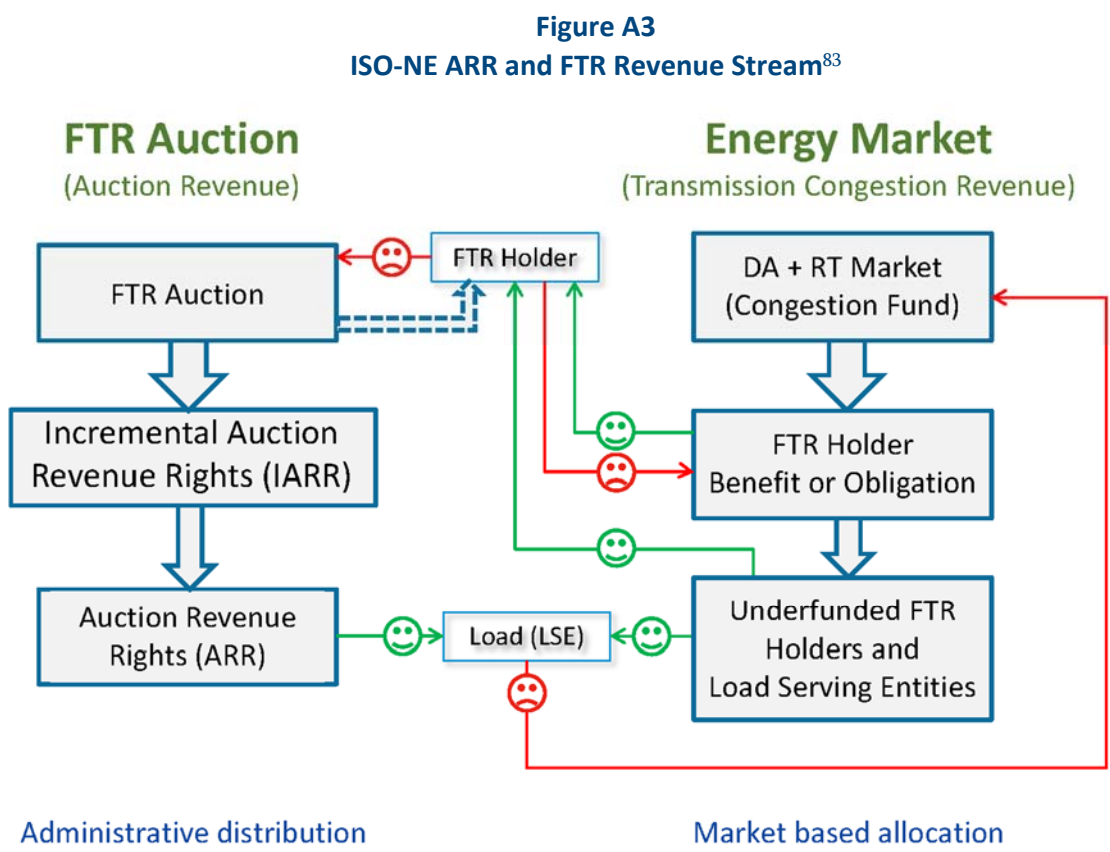 Figure A3
ISO-NE ARR and FTR Revenue Stream83
FTR Auction
(Auction Revenue)
Energy Market
(Transmission Congestion Revenue)
FTR Auction
FTR Holder
DA + RT Market
(Congestion Fund)
Incremental Auction
Revenue Rights (IARR)
FTR Holder
Benefit or Obligation
Auction Revenue
Rights (ARR)
Load (LSE)
Underfunded FTR
Holders and
Load Serving Entities
Administrative distribution
Market based allocation